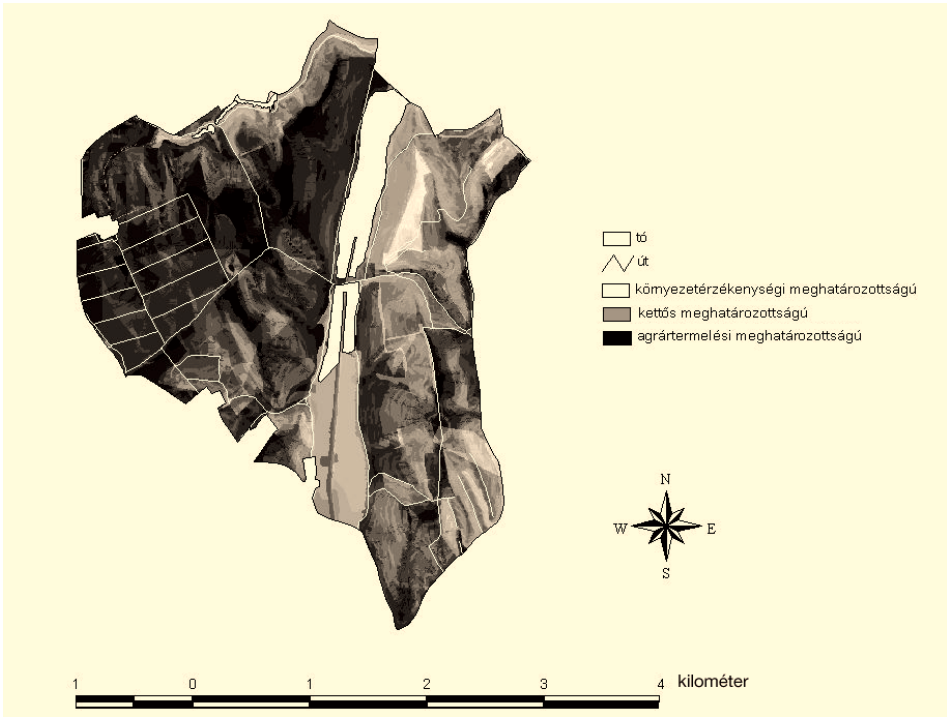 tó
út
környezetérzékenységi meghatározottságú
kettős meghatározottságú
agrártermelési meghatározottságú
N
W E
S
1 0 1 2 3 4 kilométer